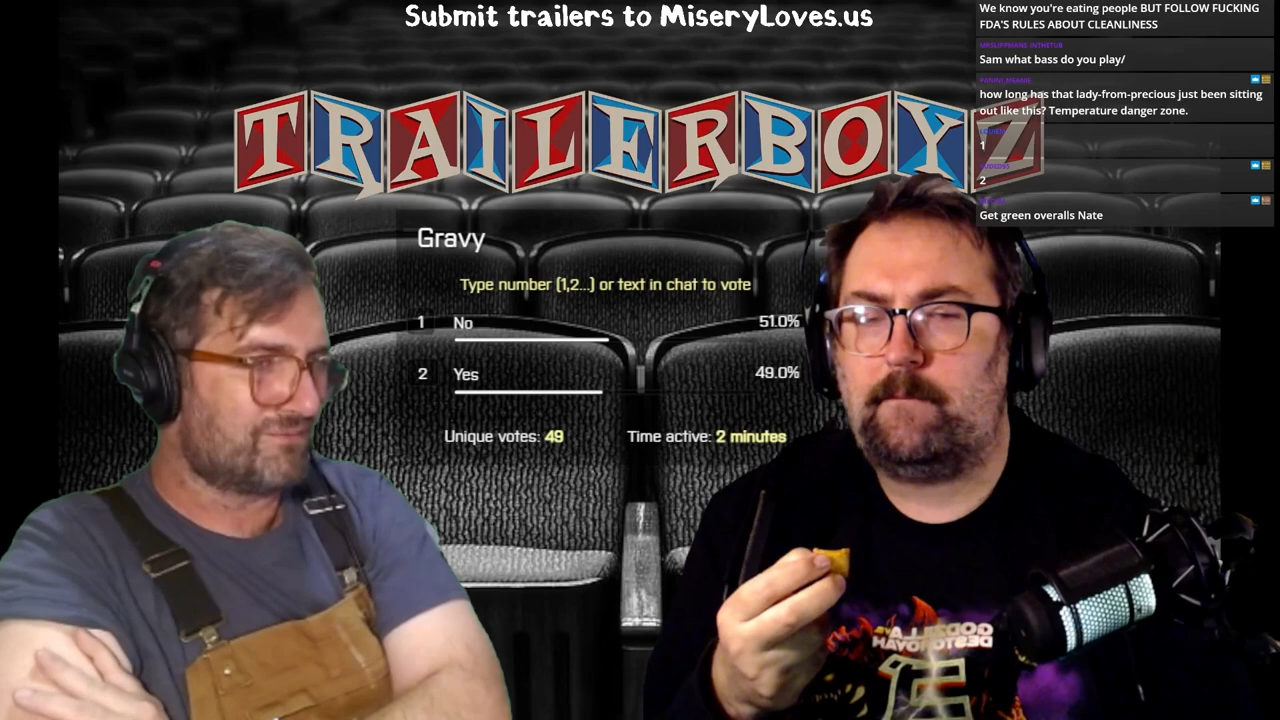 Submit trailers to MiseryLoves.us
We know you're eating people BUT FOLLOW FUCKING
FDA'S RULES ABOUT CLEANLINESS
MRSLIPPMANS INTHETUB
Sam what bass do you play/
how long has that lady-from-precious just been sitting
out like this? Temperature danger zone.
1
2
Get green overalls Nate
TRAILERBOYZ
Gravy
Type number (1,2...) or text in chat to vote
1 No 51.0%
2 Yes 49.0%
Unique votes: 49 Time active: 2 minutes